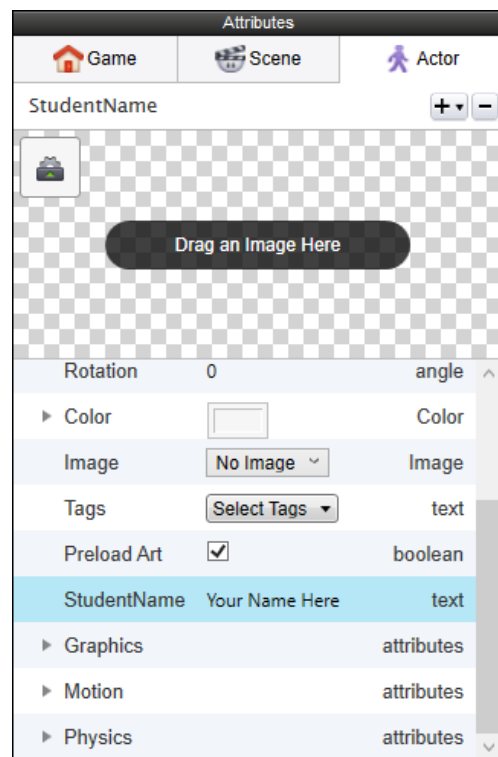 Attributes
Game Scene Actor
StudentName
Drag an Image Here
Rotation 0 angle
Color Color
Image No Image Image
Tags Select Tags text
Preload Art boolean
StudentName Your Name Here text
Graphics attributes
Motion attributes
Physics attributes